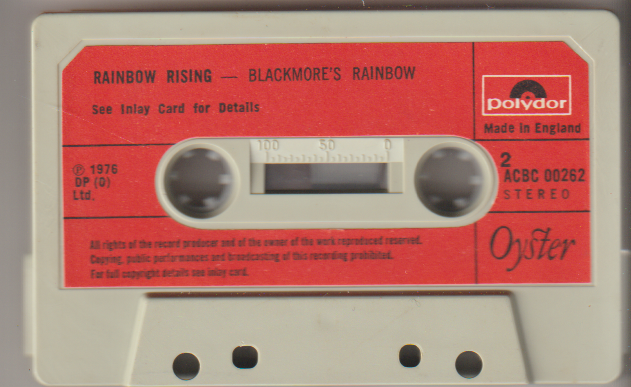 RAINBOW RISING — BLACKMORE'S RAINBOW
See Inlay Card for Details
polydor
Made in England
100 50 0
℗ 1976
DP (O)
Ltd.
2
ACBC 00262
STEREO
All rights of the record producer and of the owner of the work reproduced reserved.
Copying, public performances and broadcasting of this recording prohibited.
For full copyright details see inlay card.
Oyster